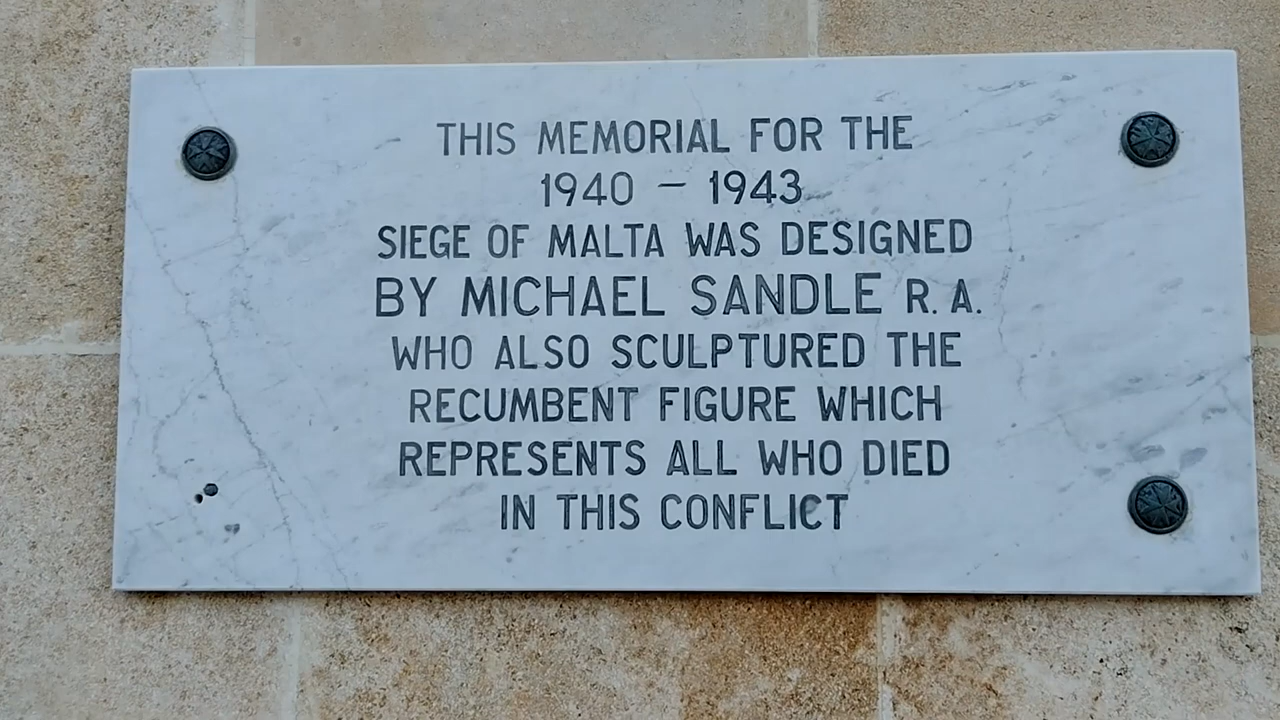 THIS MEMORIAL FOR THE
1940 – 1943
SIEGE OF MALTA WAS DESIGNED
BY MICHAEL SANDLE R. A.
WHO ALSO SCULPTURED THE
RECUMBENT FIGURE WHICH
REPRESENTS ALL WHO DIED
IN THIS CONFLICT